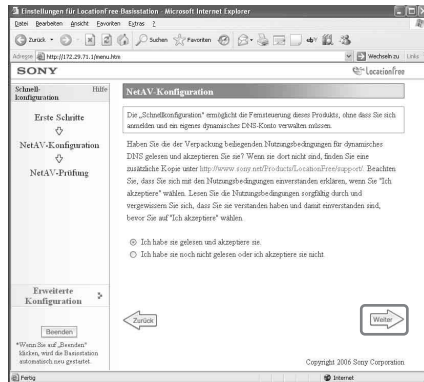 Einstellungen für LocationFree Basisstation - Microsoft Internet Explorer
Datei Bearbeiten Ansicht Favoriten Extras ?
Zurück Suchen Favoriten
Adresse http://172.29.71.1/menu.htm Wechseln zu Links
SONY LocationFree
Schnell-
konfiguration
Hilfe
Erste Schritte
NetAV-Konfiguration
NetAV-Prüfung
Erweiterte
Konfiguration
Beenden
*Wenn Sie auf „Beenden"
klicken, wird die Basisstation
automatisch neu gestartet.
NetAV-Konfiguration
Die „Schnellkonfiguration" ermöglicht die Fernsteuerung dieses Produkts, ohne dass Sie sich
anmelden und ein eigenes dynamisches DNS-Konto verwalten müssen.
Haben Sie die der Verpackung beiliegenden Nutzungsbedingungen für dynamisches
DNS gelesen und akzeptieren Sie sie? Wenn sie dort nicht sind, finden Sie eine
zusätzliche Kopie unter http://www.sony.net/Products/LocationFree/support/. Beachten
Sie, dass Sie sich mit den Nutzungsbedingungen einverstanden erklären, wenn Sie "Ich
akzeptiere" wählen. Lesen Sie die Nutzungsbedingungen sorgfältig durch und
vergewissern Sie sich, dass Sie sie verstanden haben und damit einverstanden sind,
bevor Sie auf "Ich akzeptiere" wählen.
Ich habe sie gelesen und akzeptiere sie.
Ich habe sie noch nicht gelesen oder ich akzeptiere sie nicht.
Zurück
Weiter
Copyright 2006 Sony Corporation
Fertig Internet